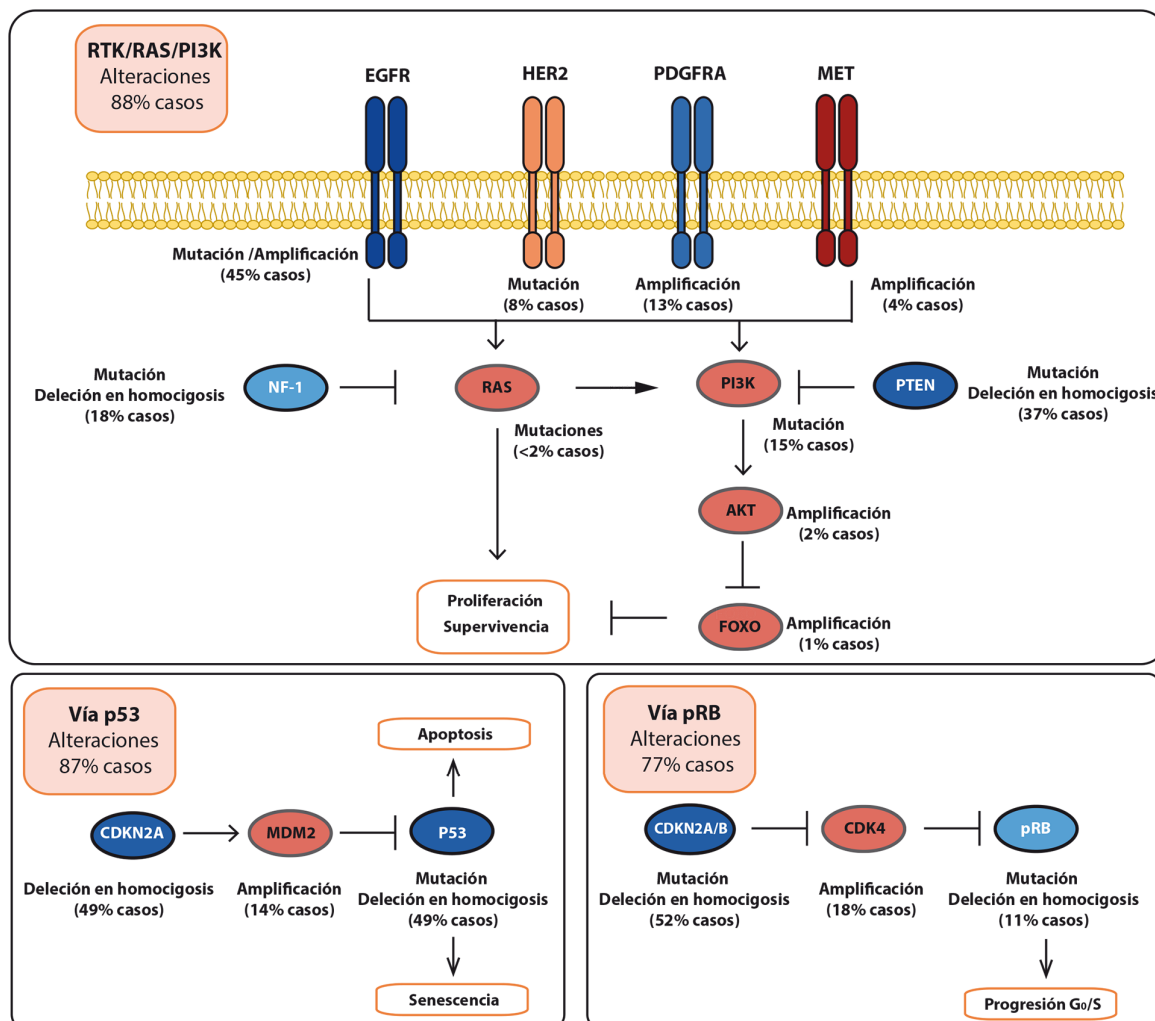 RTK/RAS/PI3K
Alteraciones
88% casos
EGFR
HER2
PDGFRA
MET
Mutación /Amplificación
(45% casos)
Mutación
(8% casos)
Amplificación
(13% casos)
Amplificación
(4% casos)
Mutación
Deleción en homocigosis
(18% casos)
NF-1
RAS
PI3K
PTEN
Mutación
Deleción en homocigosis
(37% casos)
Mutaciones
(<2% casos)
Mutación
(15% casos)
AKT
Amplificación
(2% casos)
Proliferación
Supervivencia
FOXO
Amplificación
(1% casos)
Vía p53
Alteraciones
87% casos
Apoptosis
CDKN2A
MDM2
P53
Deleción en homocigosis
(49% casos)
Amplificación
(14% casos)
Mutación
Deleción en homocigosis
(49% casos)
Senescencia
Vía pRB
Alteraciones
77% casos
CDKN2A/B
CDK4
pRB
Mutación
Deleción en homocigosis
(52% casos)
Amplificación
(18% casos)
Mutación
Deleción en homocigosis
(11% casos)
Progresión G₀/S